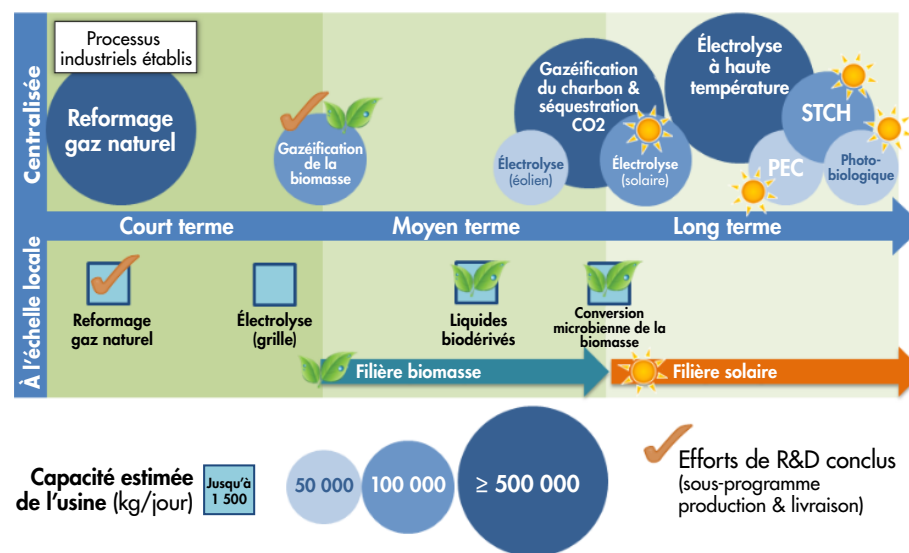 Centralisée
Processus
industriels établis
Reformage
gaz naturel
Gazéification
de la
biomasse
Électrolyse
(éolien)
Gazéification
du charbon &
séquestration
CO2
Électrolyse
(solaire)
Électrolyse
à haute
température
STCH
PEC
Photo-
biologique
Court terme
Moyen terme
Long terme
À l'échelle locale
Reformage
gaz naturel
Électrolyse
(grille)
Liquides
biodérivés
Conversion
microbienne de la
biomasse
Filière biomasse
Filière solaire
Capacité estimée
de l'usine (kg/jour)
Jusqu'à
1 500
50 000
100 000
≥ 500 000
Efforts de R&D conclus
(sous-programme
production & livraison)